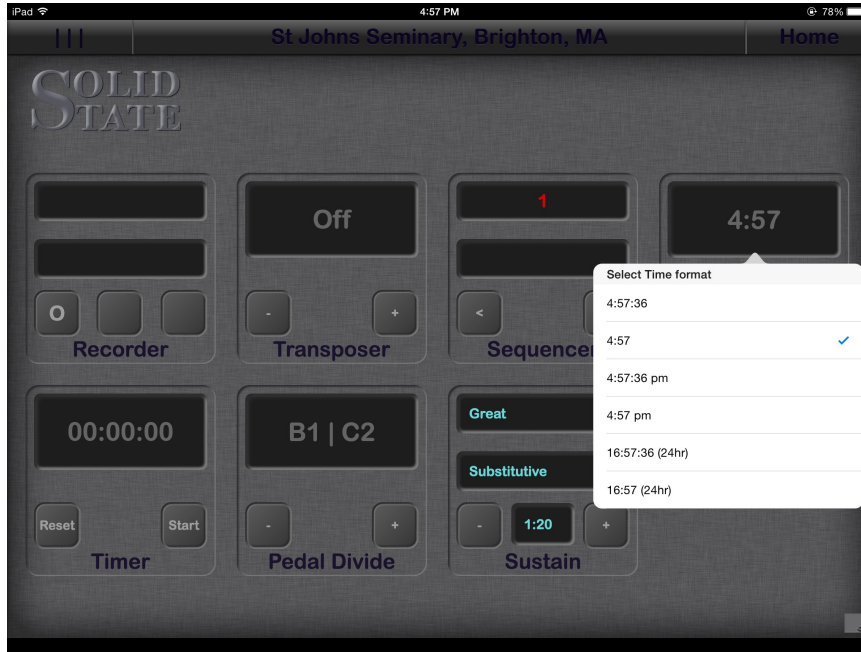 iPad 4:57 PM 78%
||| St Johns Seminary, Brighton, MA Home
SOLID
STATE
Off
1
4:57
O
- +
<
Recorder
Transposer
Sequencer
Select Time format
4:57:36
4:57
4:57:36 pm
4:57 pm
16:57:36 (24hr)
16:57 (24hr)
00:00:00
Reset Start
Timer
B1 | C2
- +
Pedal Divide
Great
Substitutive
- 1:20 +
Sustain